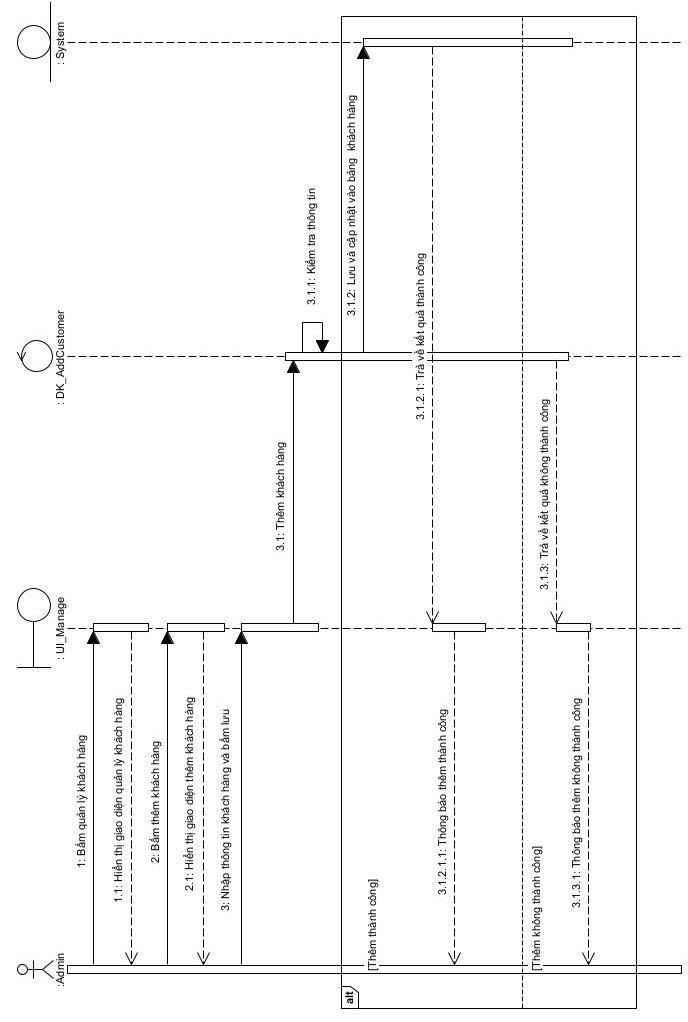 :Admin
: UI_Manage
: DK_AddCustomer
: System
1: Bấm quản lý khách hàng
1.1: Hiển thị giao diện quản lý khách hàng
2: Bấm thêm khách hàng
2.1: Hiển thị giao diện thêm khách hàng
3: Nhập thông tin khách hàng và bấm lưu
3.1: Thêm khách hàng
3.1.1: Kiểm tra thông tin
alt
[Thêm thành công]
3.1.2: Lưu và cập nhật vào bảng khách hàng
3.1.2.1: Trả về kết quả thành công
3.1.2.1.1: Thông báo thêm thành công
[Thêm không thành công]
3.1.3: Trả về kết quả không thành công
3.1.3.1: Thông báo thêm không thành công